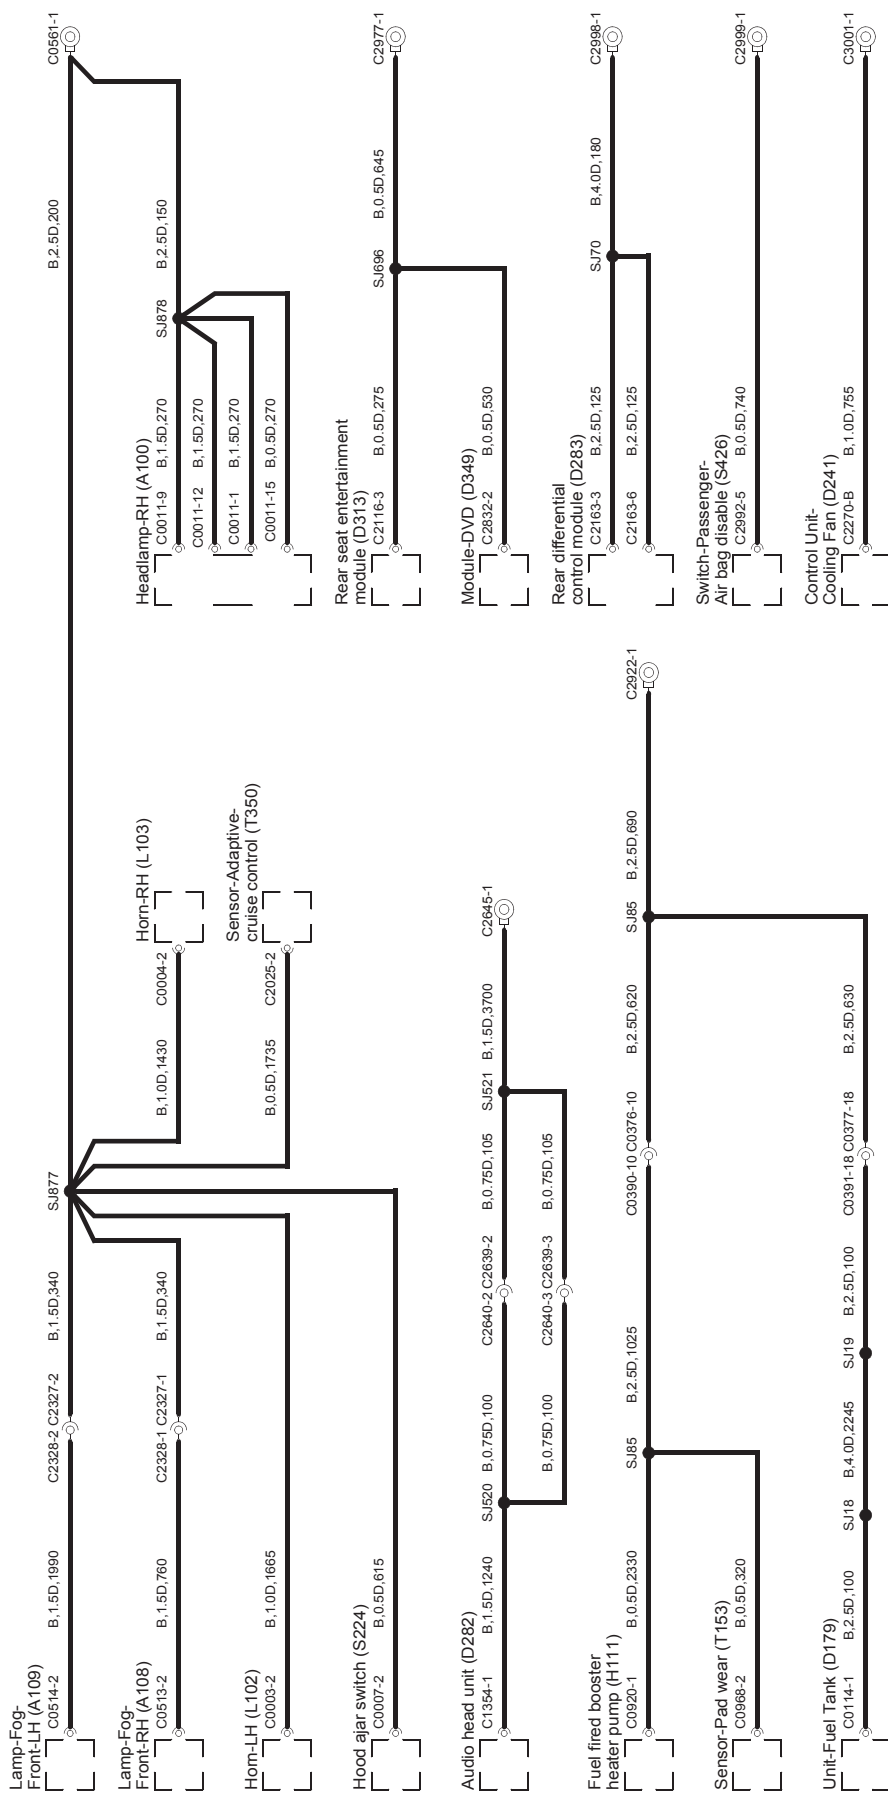 Lamp-Fog-
Front-LH (A109)
C0514-2
B,1.5D,1990
C2328-2
C2327-2
B,1.5D,340
SJ877
B,2.5D,200
C0561-1
Lamp-Fog-
Front-RH (A108)
C0513-2
B,1.5D,760
C2328-1
C2327-1
B,1.5D,340
B,1.0D,1430
C0004-2
Horn-RH (L103)
Headlamp-RH (A100)
C0011-9
B,1.5D,270
SJ878
B,2.5D,150
C0011-12
B,1.5D,270
C0011-1
B,1.5D,270
C0011-15
B,0.5D,270
Horn-LH (L102)
C0003-2
B,1.0D,1665
B,0.5D,1735
C2025-2
Sensor-Adaptive-
cruise control (T350)
Hood ajar switch (S224)
C0007-2
B,0.5D,615
Rear seat entertainment
module (D313)
C2116-3
B,0.5D,275
SJ696
B,0.5D,645
C2977-1
Audio head unit (D282)
C1354-1
B,1.5D,1240
SJ520
B,0.75D,100
C2640-2
C2639-2
B,0.75D,105
SJ521
B,1.5D,3700
C2645-1
B,0.75D,100
C2640-3
C2639-3
B,0.75D,105
Module-DVD (D349)
C2832-2
B,0.5D,530
Rear differential
control module (D283)
C2163-3
B,2.5D,125
SJ70
B,4.0D,180
C2998-1
C2163-6
B,2.5D,125
Fuel fired booster
heater pump (H111)
C0920-1
B,0.5D,2330
SJ85
B,2.5D,1025
C0390-10
C0376-10
B,2.5D,620
SJ85
B,2.5D,690
C2922-1
Sensor-Pad wear (T153)
C0968-2
B,0.5D,320
Switch-Passenger-
Air bag disable (S426)
C2992-5
B,0.5D,740
C2999-1
Unit-Fuel Tank (D179)
C0114-1
B,2.5D,100
SJ18
B,4.0D,2245
SJ19
B,2.5D,100
C0391-18
C0377-18
B,2.5D,630
Control Unit-
Cooling Fan (D241)
C2270-B
B,1.0D,755
C3001-1